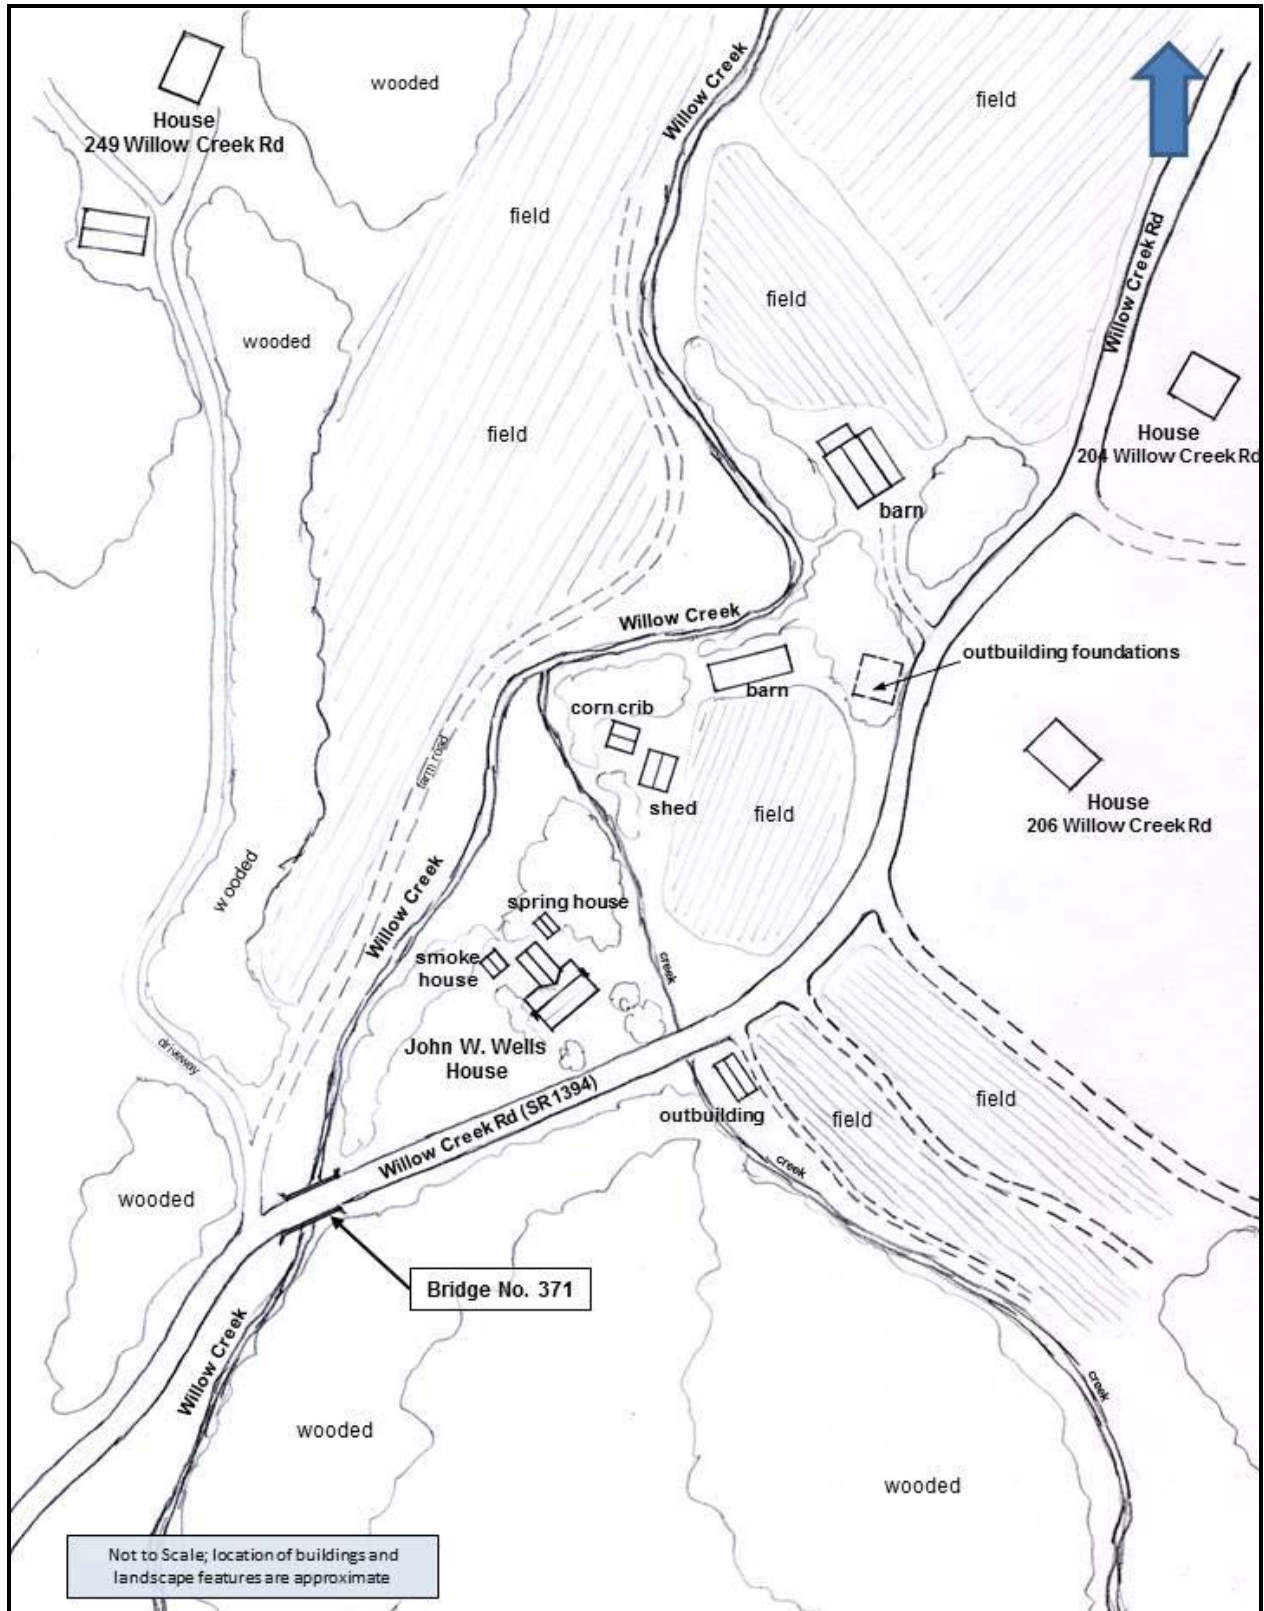 wooded
Willow Creek
field
House
249 Willow Creek Rd
field
Willow Creek Rd
field
wooded
House
204 Willow Creek Rd
field
barn
Willow Creek
outbuilding foundations
barn
corn crib
farm road
shed
field
House
206 Willow Creek Rd
wooded
Willow Creek
spring house
smoke
house
creek
John W. Wells
House
driveway
Willow Creek Rd (SR 1394)
outbuilding
field
field
creek
wooded
Bridge No. 371
Willow Creek
creek
wooded
wooded
Not to Scale; location of buildings and
landscape features are approximate